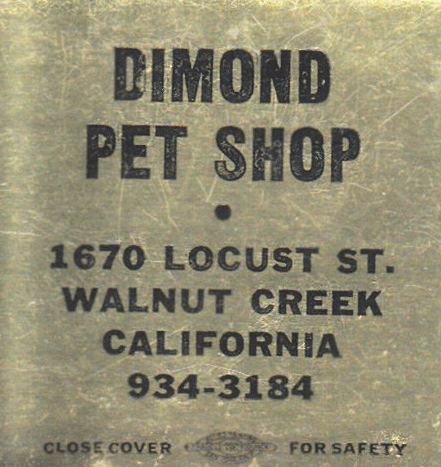 DIMOND
PET SHOP
•
1670 LOCUST ST.
WALNUT CREEK
CALIFORNIA
934-3184
CLOSE COVER FOR SAFETY